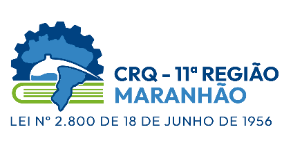 CRQ - 11ª REGIÃO
MARANHÃO
LEI Nº 2.800 DE 18 DE JUNHO DE 1956